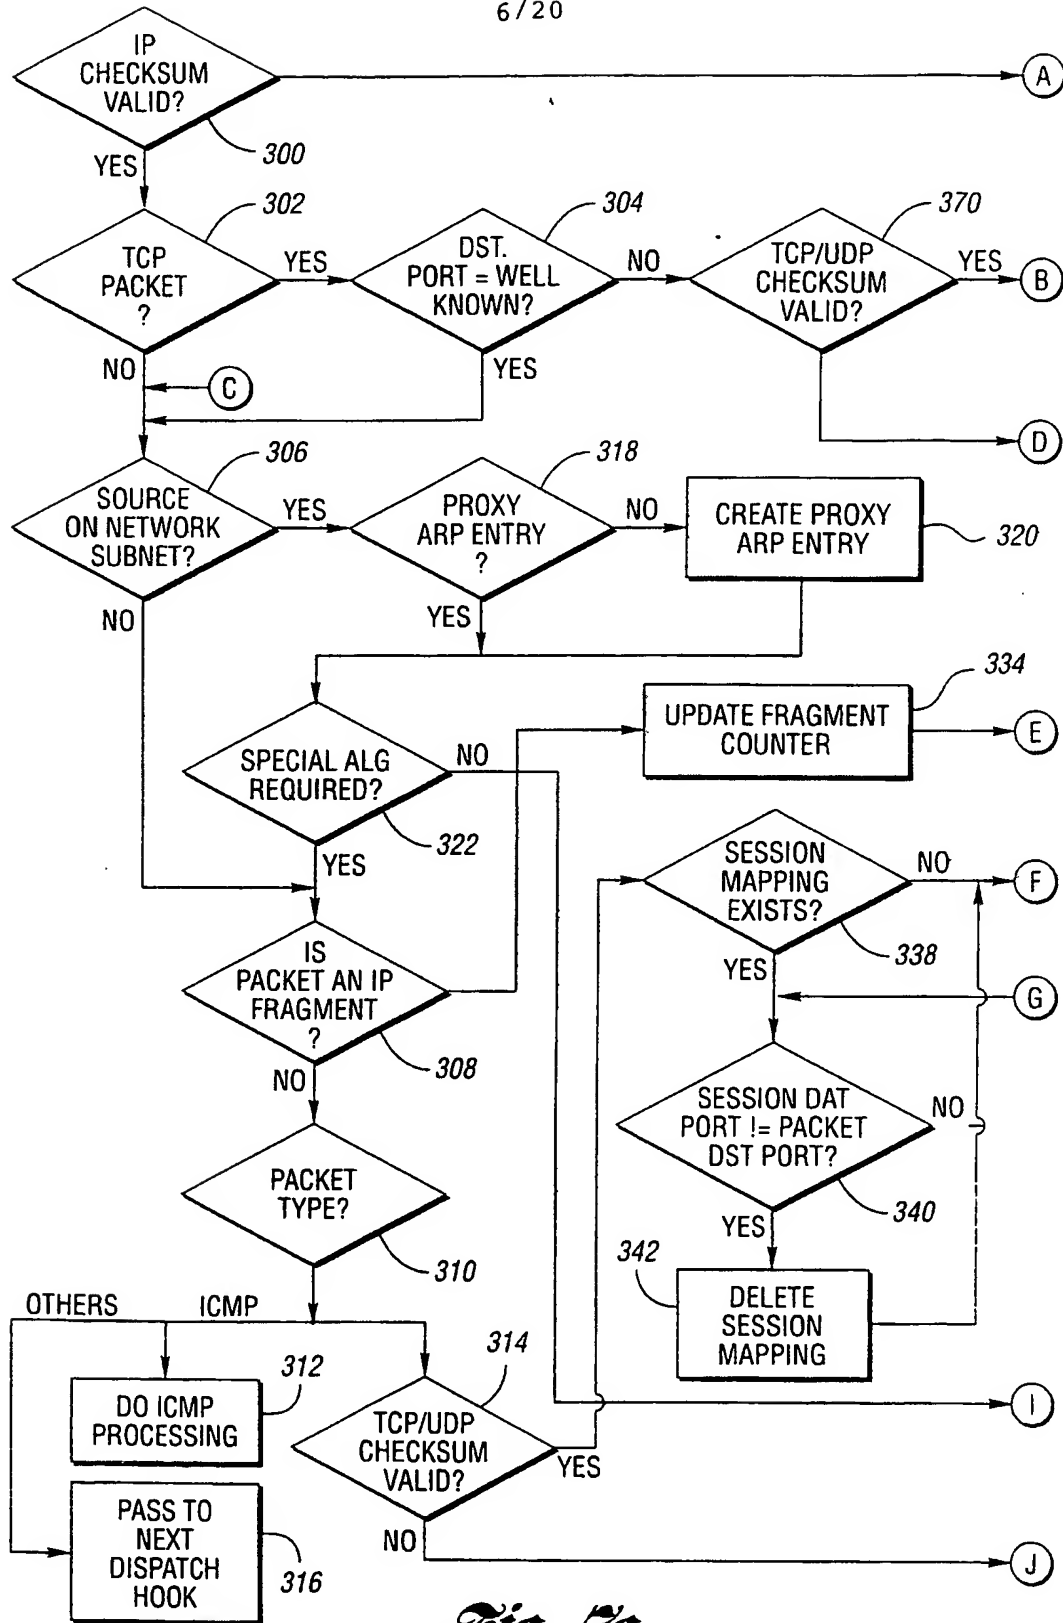 6/20
IP
CHECKSUM
VALID?
A
300
YES
302
304
370
TCP
PACKET
?
YES
DST.
PORT = WELL
KNOWN?
NO
TCP/UDP
CHECKSUM
VALID?
YES
B
NO
C
YES
D
306
318
SOURCE
ON NETWORK
SUBNET?
YES
PROXY
ARP ENTRY
?
NO
CREATE PROXY
ARP ENTRY
320
NO
YES
334
UPDATE FRAGMENT
COUNTER
E
SPECIAL ALG
REQUIRED?
NO
322
YES
SESSION
MAPPING
EXISTS?
NO
F
338
YES
G
IS
PACKET AN IP
FRAGMENT
?
308
NO
SESSION DAT
PORT != PACKET
DST PORT?
NO
340
YES
PACKET
TYPE?
310
342
DELETE
SESSION
MAPPING
OTHERS
ICMP
312
314
DO ICMP
PROCESSING
I
TCP/UDP
CHECKSUM
VALID?
YES
PASS TO
NEXT
DISPATCH
HOOK
316
NO
J